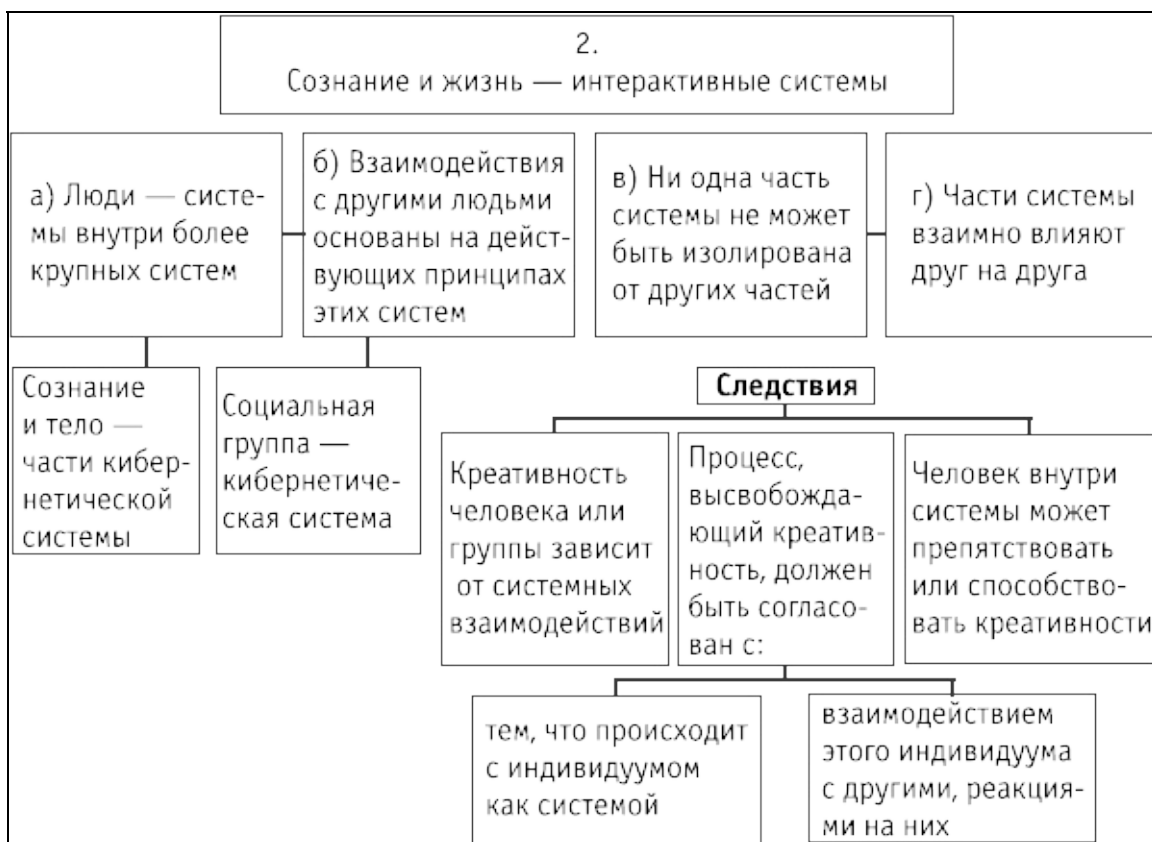 2.
Сознание и жизнь — интерактивные системы
а) Люди — систе-
мы внутри более
крупных систем
б) Взаимодействия
с другими людьми
основаны на дейст-
вующих принципах
этих систем
в) Ни одна часть
системы не может
быть изолирована
от других частей
г) Части системы
взаимно влияют
друг на друга
Сознание
и тело —
части кибер-
нетической
системы
Социальная
группа —
кибернетиче-
ская система
Следствия
Креативность
человека или
группы зависит
от системных
взаимодействий
Процесс,
высвобожда-
ющий креатив-
ность, должен
быть согласо-
ван с:
Человек внутри
системы может
препятствовать
или способство-
вать креативности
тем, что происходит
с индивидуумом
как системой
взаимодействием
этого индивидуума
с другими, реакция-
ми на них